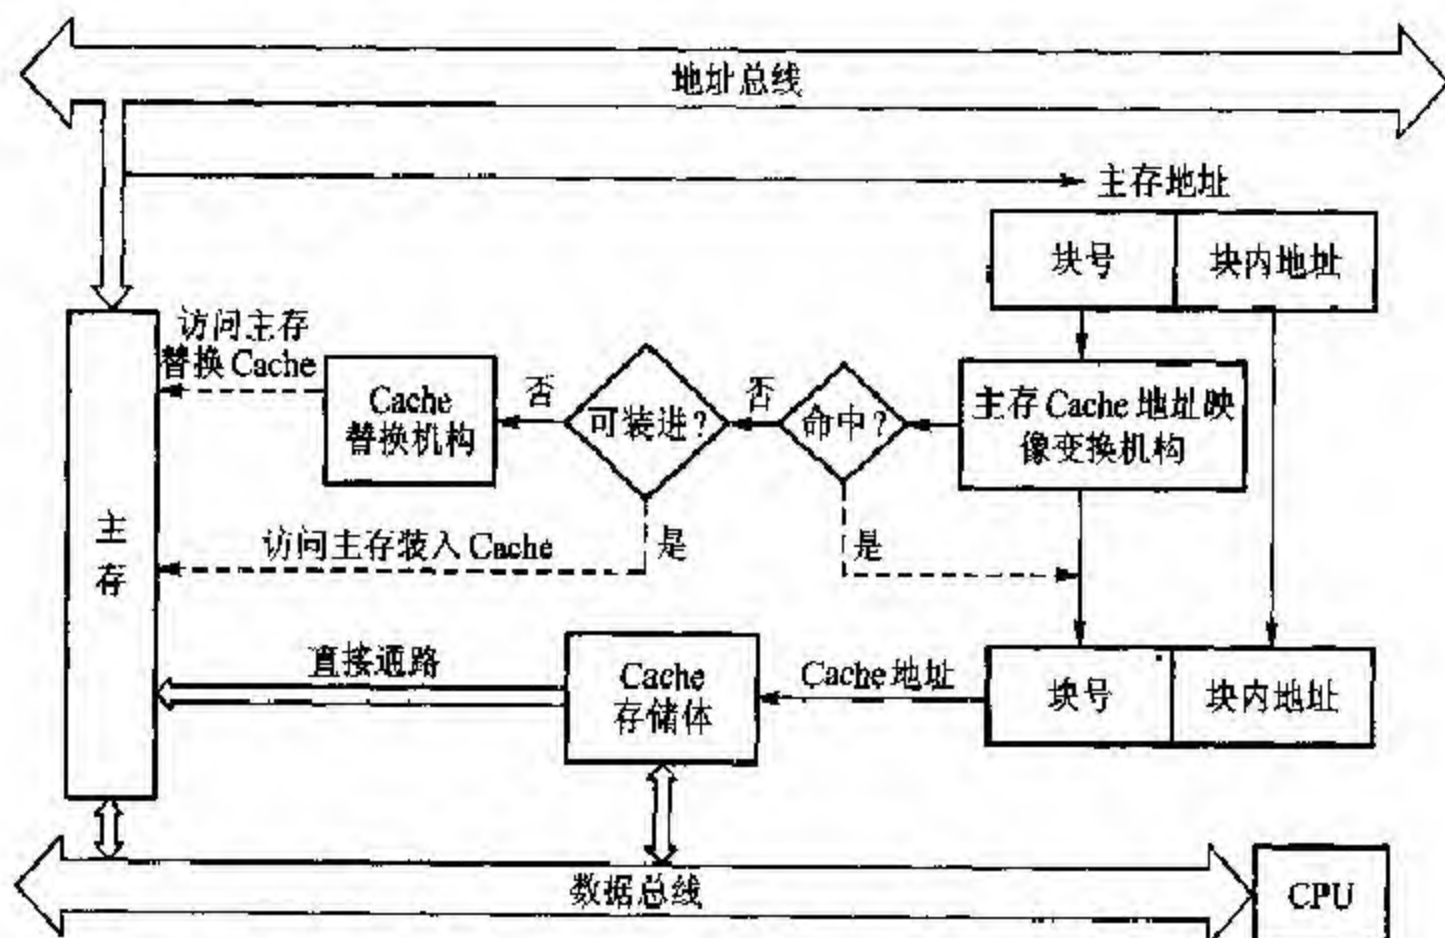 地址总线
主存地址
块号
块内地址
访问主存
替换Cache
Cache
替换机构
否
可装进?
否
命中?
主存Cache地址映
像变换机构
主
存
访问主存装入Cache
是
是
直接通路
Cache
存储体
Cache地址
块号
块内地址
数据总线
CPU